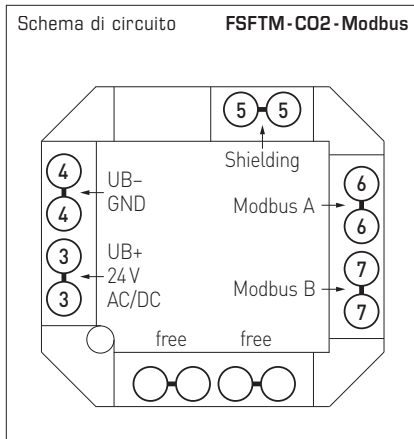 Schema di circuito FSFTM-CO2-Modbus
5 5
Shielding
4
4
UB–
GND
3
3
UB+
24 V
AC/DC
Modbus A
6
6
Modbus B
7
7
free free